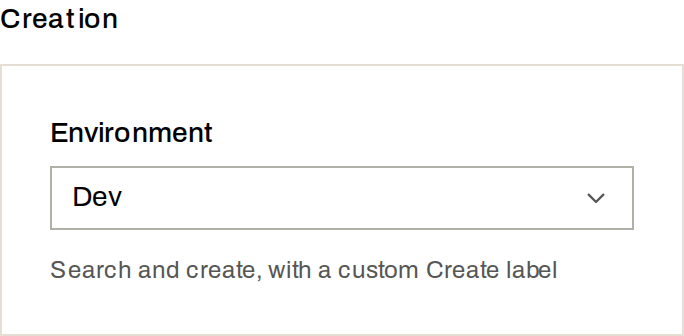 Creation
Environment
Dev
Search and create, with a custom Create label